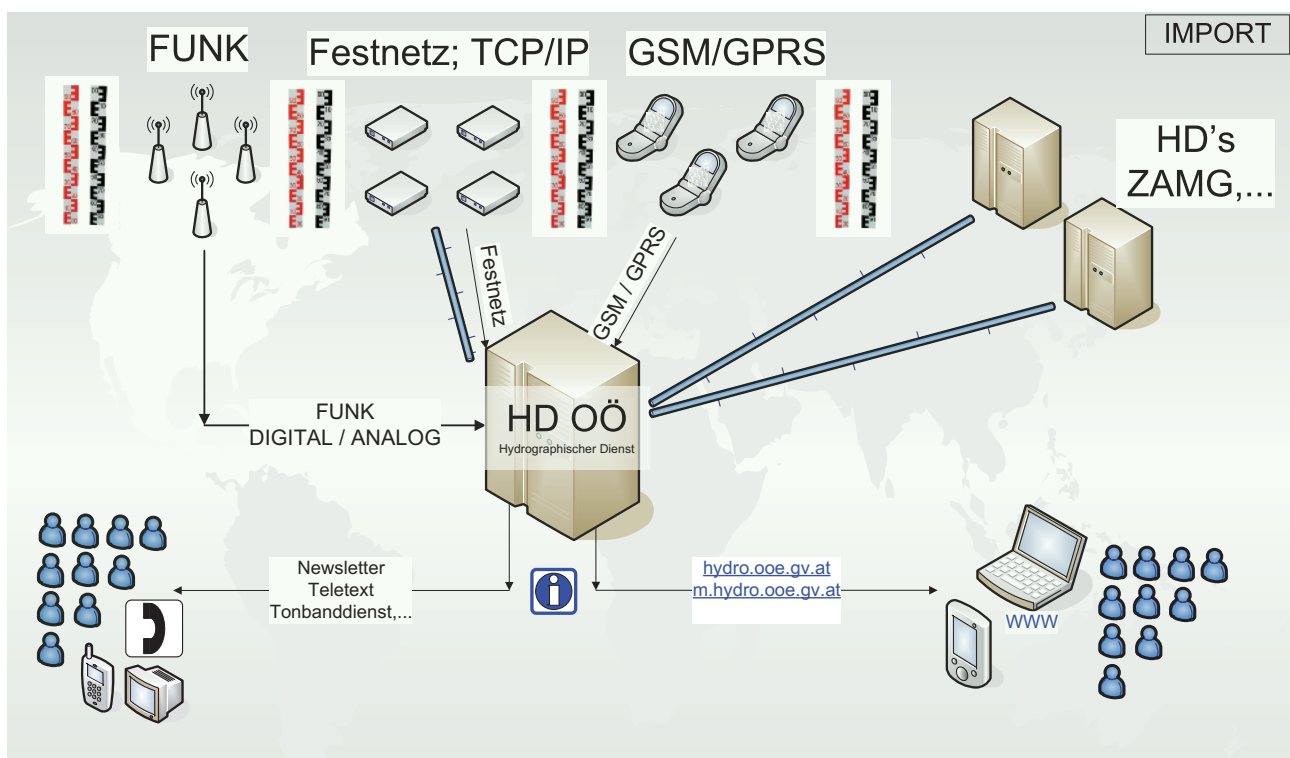 IMPORT
FUNK
Festnetz; TCP/IP
GSM/GPRS
HD's
ZAMG,...
Festnetz
GSM / GPRS
FUNK
DIGITAL / ANALOG
HD OÖ
Hydrographischer Dienst
Newsletter
Teletext
Tonbanddienst,...
hydro.ooe.gv.at
m.hydro.ooe.gv.at
WWW